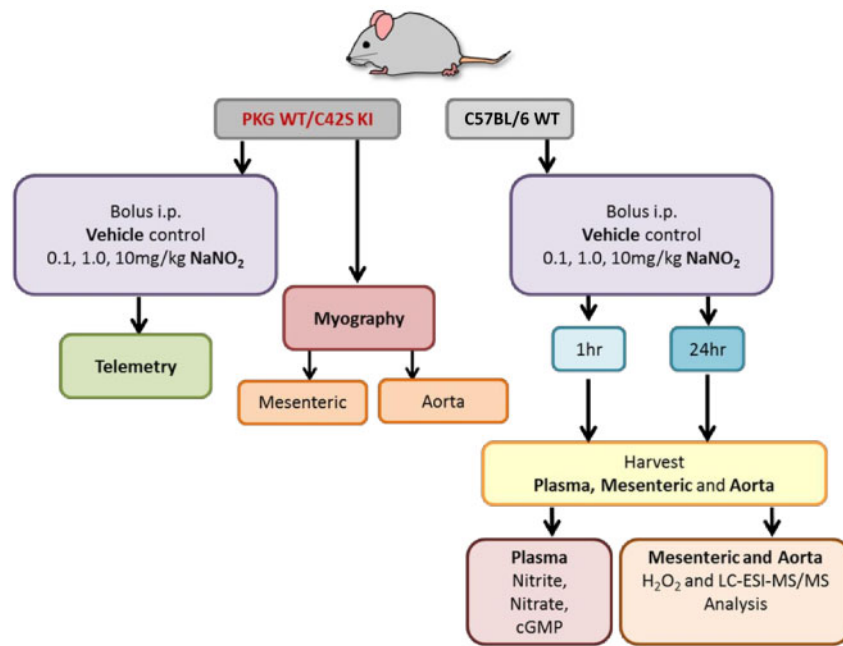 PKG WT/C42S KI
C57BL/6 WT
Bolus i.p.
Vehicle control
0.1, 1.0, 10mg/kg NaNO₂
Bolus i.p.
Vehicle control
0.1, 1.0, 10mg/kg NaNO₂
Myography
Telemetry
1hr
24hr
Mesenteric
Aorta
Harvest
Plasma, Mesenteric and Aorta
Plasma
Nitrite,
Nitrate,
cGMP
Mesenteric and Aorta
H₂O₂ and LC-ESI-MS/MS
Analysis